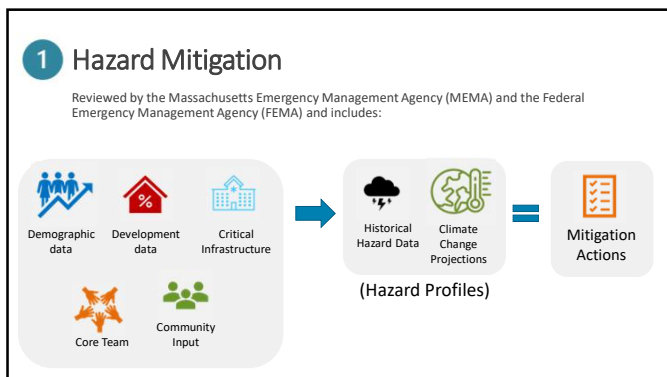 1 Hazard Mitigation
Reviewed by the Massachusetts Emergency Management Agency (MEMA) and the Federal
Emergency Management Agency (FEMA) and includes:
Demographic
data
%
Development
data
Critical
Infrastructure
Core Team
Community
Input
Historical
Hazard Data
Climate
Change
Projections
(Hazard Profiles)
Mitigation
Actions